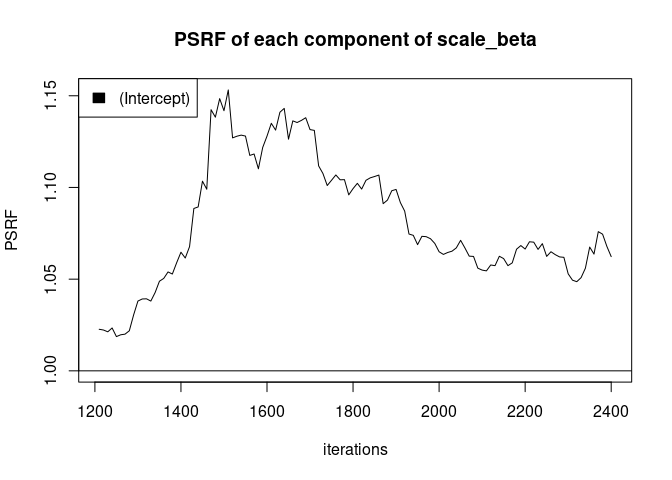 PSRF of each component of scale_beta
(Intercept)
PSRF
1.15
1.10
1.05
1.00
1200 1400 1600 1800 2000 2200 2400
iterations